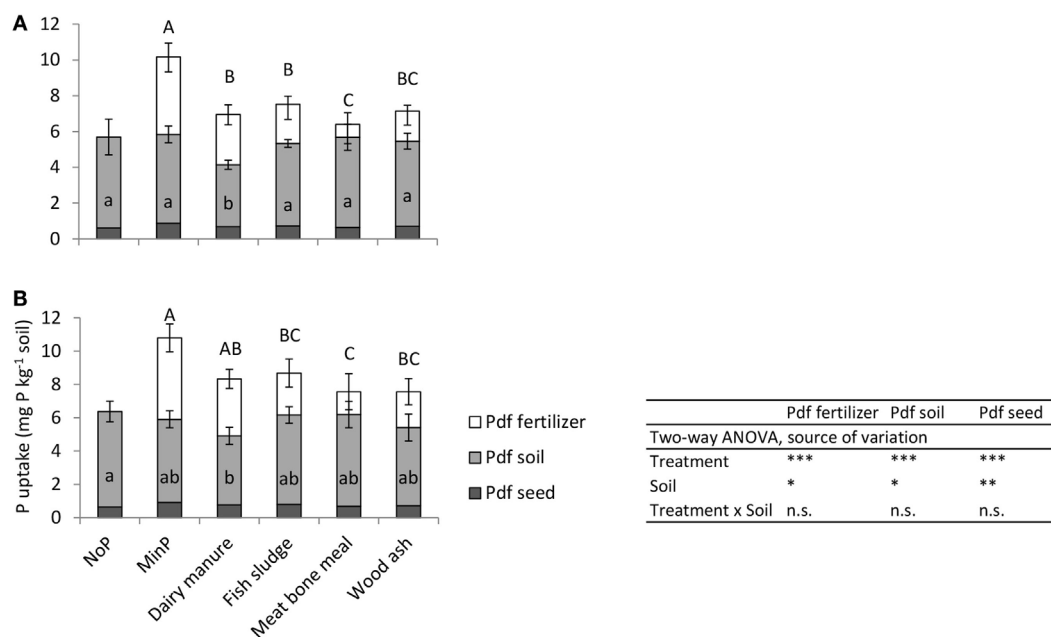 A
12
10
8
6
4
2
0
A
B
B
C
BC
a
a
b
a
a
a
B
P uptake (mg P kg⁻¹ soil)
12
10
8
6
4
2
0
A
AB
BC
C
BC
a
ab
b
ab
ab
ab
NoP
MinP
Dairy manure
Fish sludge
Meat bone meal
Wood ash
Pdf fertilizer
Pdf soil
Pdf seed
Pdf fertilizer Pdf soil Pdf seed
Two-way ANOVA, source of variation
Treatment *** *** ***
Soil * * **
Treatment x Soil n.s. n.s. n.s.